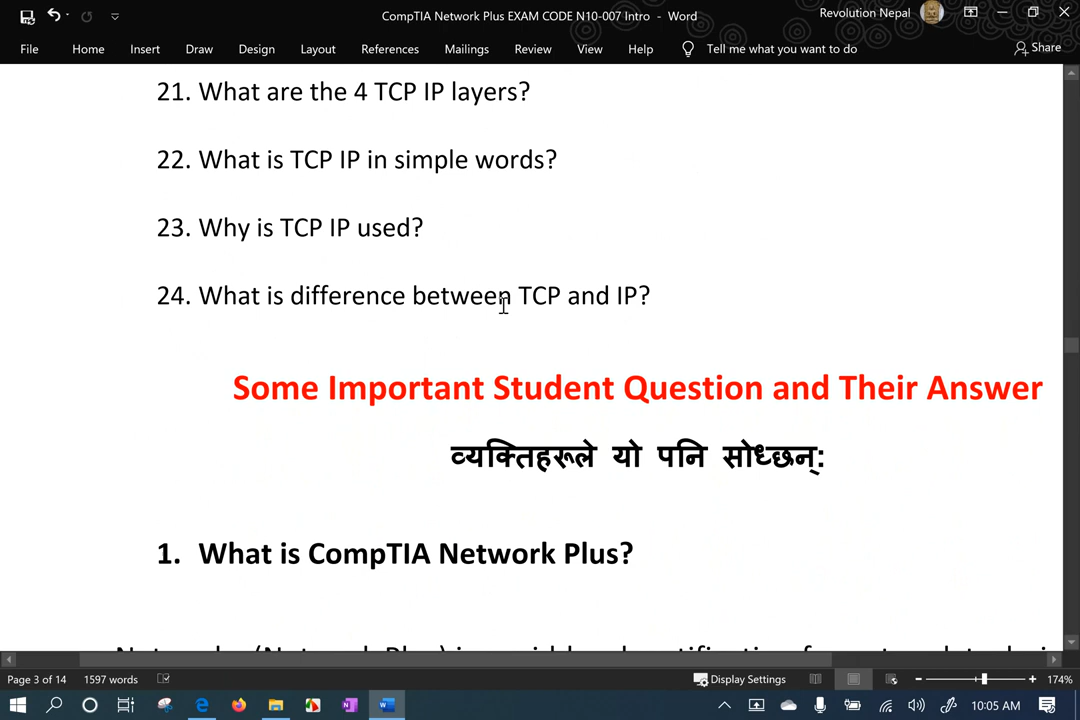 CompTIA Network Plus EXAM CODE N10-007 Intro - Word
Revolution Nepal
File Home Insert Draw Design Layout References Mailings Review View Help Tell me what you want to do Share
21. What are the 4 TCP IP layers?
22. What is TCP IP in simple words?
23. Why is TCP IP used?
24. What is difference between TCP and IP?
Some Important Student Question and Their Answer
व्यक्तिहरूले यो पनि सोध्छन्:
1. What is CompTIA Network Plus?
Page 3 of 14 1597 words Display Settings 174%
10:05 AM